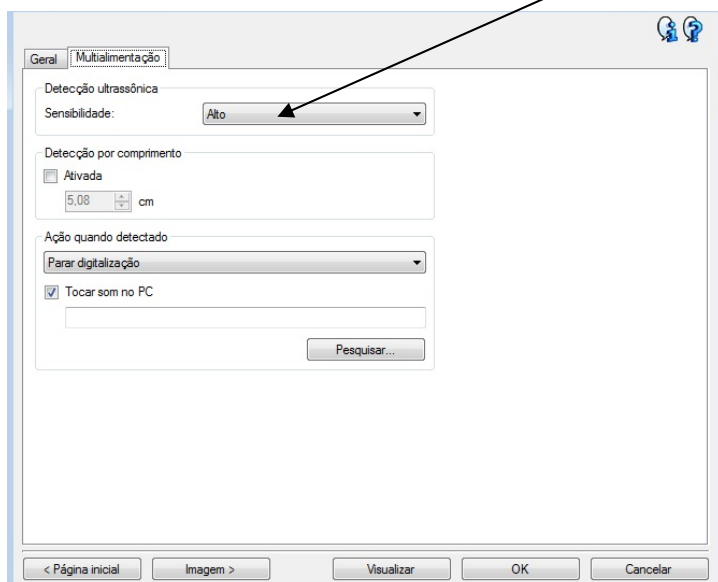 Geral Multialimentação
Detecção ultrassônica
Sensibilidade: Alto
Detecção por comprimento
Ativada
5,08 cm
Ação quando detectado
Parar digitalização
Tocar som no PC
Pesquisar...
< Página inicial Imagem > Visualizar OK Cancelar